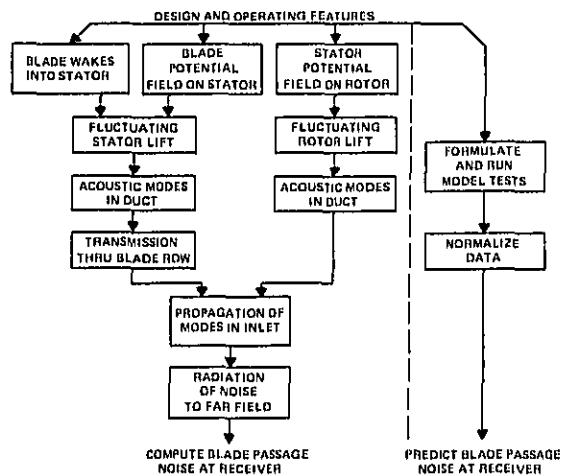 DESIGN AND OPERATING FEATURES
BLADE WAKES
INTO STATOR
BLADE
POTENTIAL
FIELD ON STATOR
STATOR
POTENTIAL
FIELD ON ROTOR
FLUCTUATING
STATOR LIFT
FLUCTUATING
ROTOR LIFT
FORMULATE
AND RUN
MODEL TESTS
ACOUSTIC MODES
IN DUCT
ACOUSTIC MODES
IN DUCT
TRANSMISSION
THRU BLADE ROW
NORMALIZE
DATA
PROPAGATION OF
MODES IN INLET
RADIATION
OF NOISE
TO FAR FIELD
COMPUTE BLADE PASSAGE
NOISE AT RECEIVER
PREDICT BLADE PASSAGE
NOISE AT RECEIVER